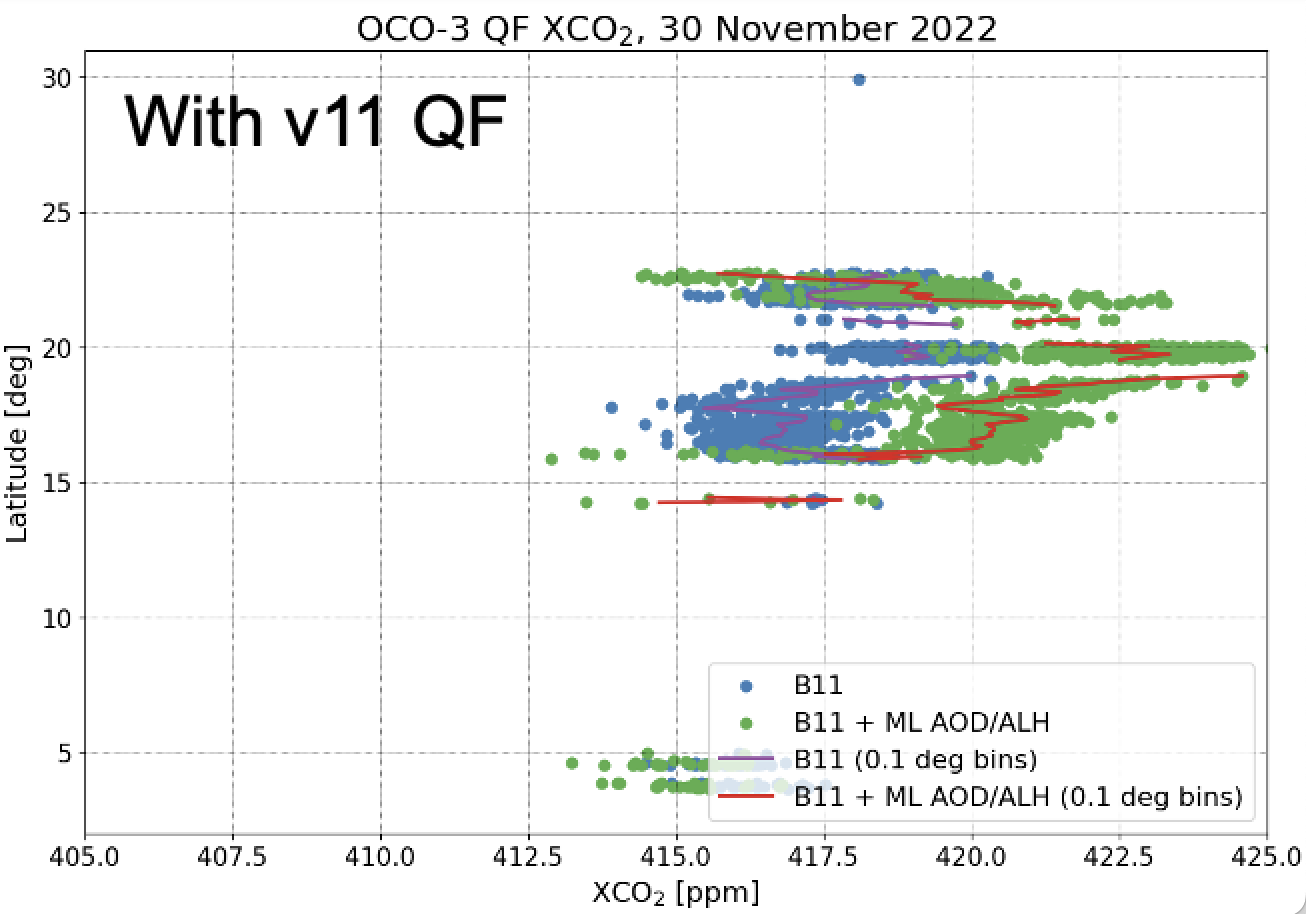 OCO-3 QF XCO₂, 30 November 2022
With v11 QF
30
25
20
15
10
5
Latitude [deg]
B11
B11 + ML AOD/ALH
B11 (0.1 deg bins)
B11 + ML AOD/ALH (0.1 deg bins)
405.0 407.5 410.0 412.5 415.0 417.5 420.0 422.5 425.0
XCO₂ [ppm]